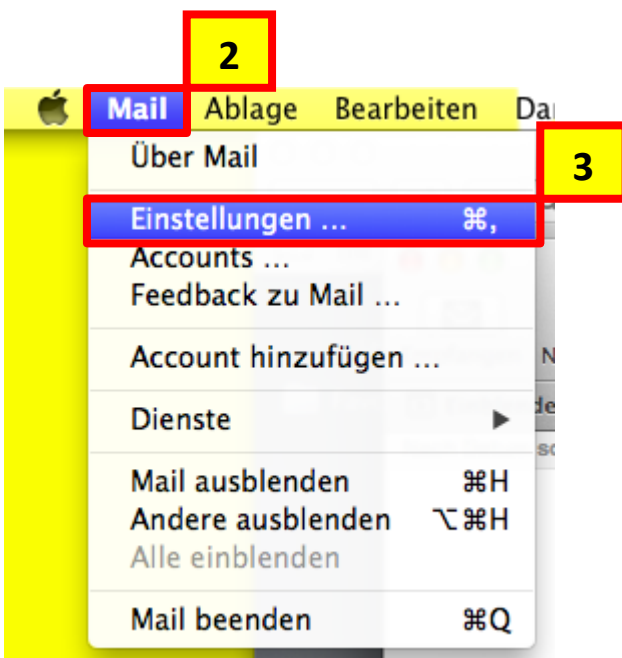 2
Mail Ablage Bearbeiten
Über Mail
3
Einstellungen ... ⌘,
Accounts ...
Feedback zu Mail ...
Account hinzufügen ...
Dienste ▶
Mail ausblenden ⌘H
Andere ausblenden ⌥⌘H
Alle einblenden
Mail beenden ⌘Q